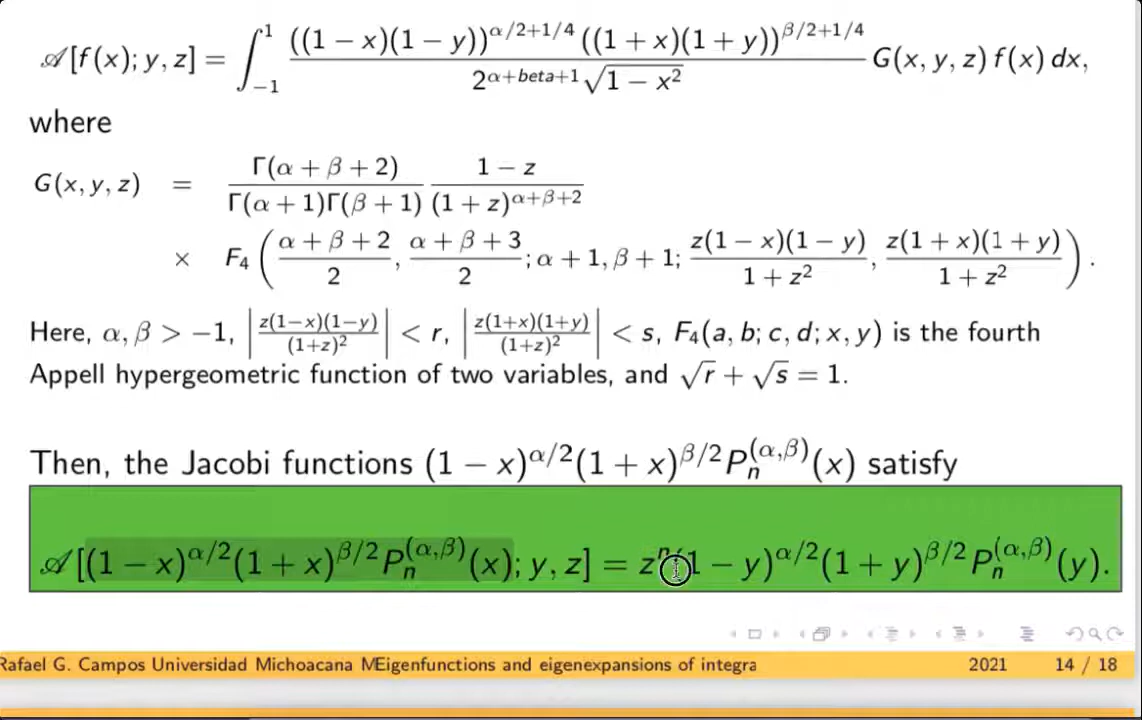 𝒜[f(x); y, z] = ∫₋₁¹ ((1 − x)(1 − y))^{α/2+1/4} ((1 + x)(1 + y))^{β/2+1/4} / 2^{α+beta+1} √(1 − x²) G(x, y, z) f(x) dx,
where
G(x, y, z) = Γ(α + β + 2) / Γ(α + 1)Γ(β + 1) (1 − z) / (1 + z)^{α+β+2}
× F₄ ( (α + β + 2)/2 , (α + β + 3)/2 ; α + 1, β + 1; z(1 − x)(1 − y) / 1 + z² , z(1 + x)(1 + y) / 1 + z² ) .
Here, α, β > −1, | z(1−x)(1−y) / (1+z)² | < r, | z(1+x)(1+y) / (1+z)² | < s, F₄(a, b; c, d; x, y) is the fourth
Appell hypergeometric function of two variables, and √r + √s = 1.
Then, the Jacobi functions (1 − x)^{α/2}(1 + x)^{β/2}P_n^{(α,β)}(x) satisfy
𝒜[(1 − x)^{α/2}(1 + x)^{β/2}P_n^{(α,β)}(x); y, z] = z^n(1 − y)^{α/2}(1 + y)^{β/2}P_n^{(α,β)}(y).
Rafael G. Campos Universidad Michoacana MEigenfunctions and eigenexpansions of integra 2021 14 / 18